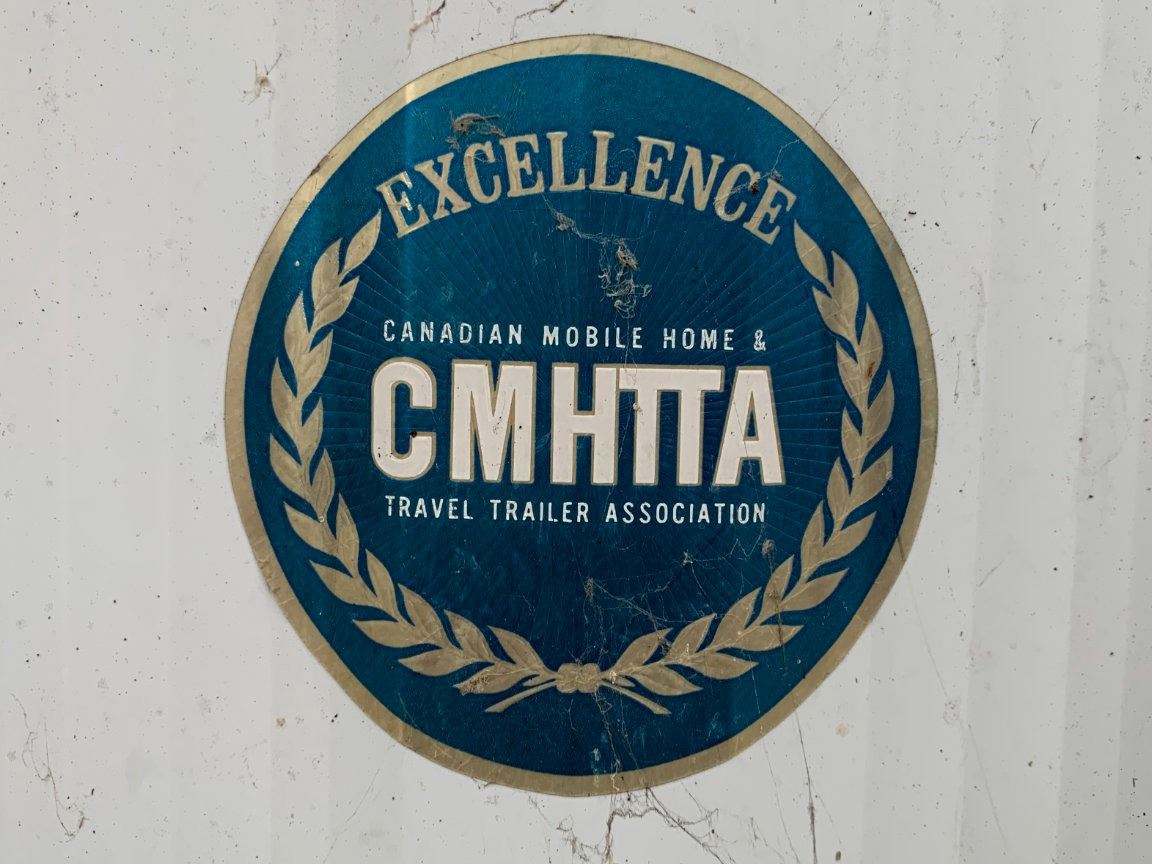 EXCELLENCE
CANADIAN MOBILE HOME &
CMHTTA
TRAVEL TRAILER ASSOCIATION